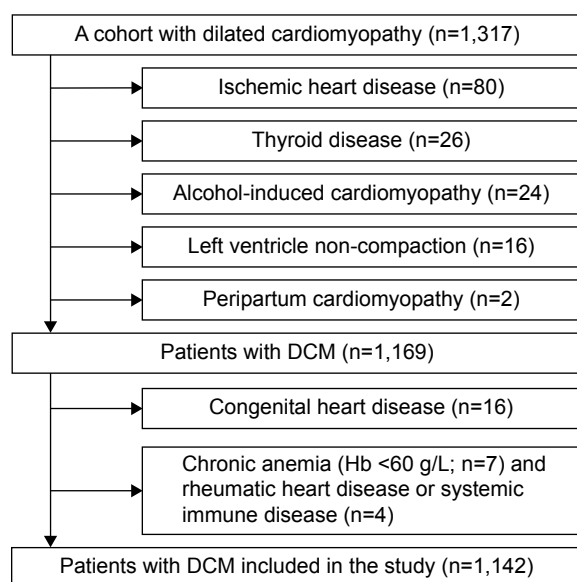 A cohort with dilated cardiomyopathy (n=1,317)
Ischemic heart disease (n=80)
Thyroid disease (n=26)
Alcohol-induced cardiomyopathy (n=24)
Left ventricle non-compaction (n=16)
Peripartum cardiomyopathy (n=2)
Patients with DCM (n=1,169)
Congenital heart disease (n=16)
Chronic anemia (Hb <60 g/L; n=7) and
rheumatic heart disease or systemic
immune disease (n=4)
Patients with DCM included in the study (n=1,142)